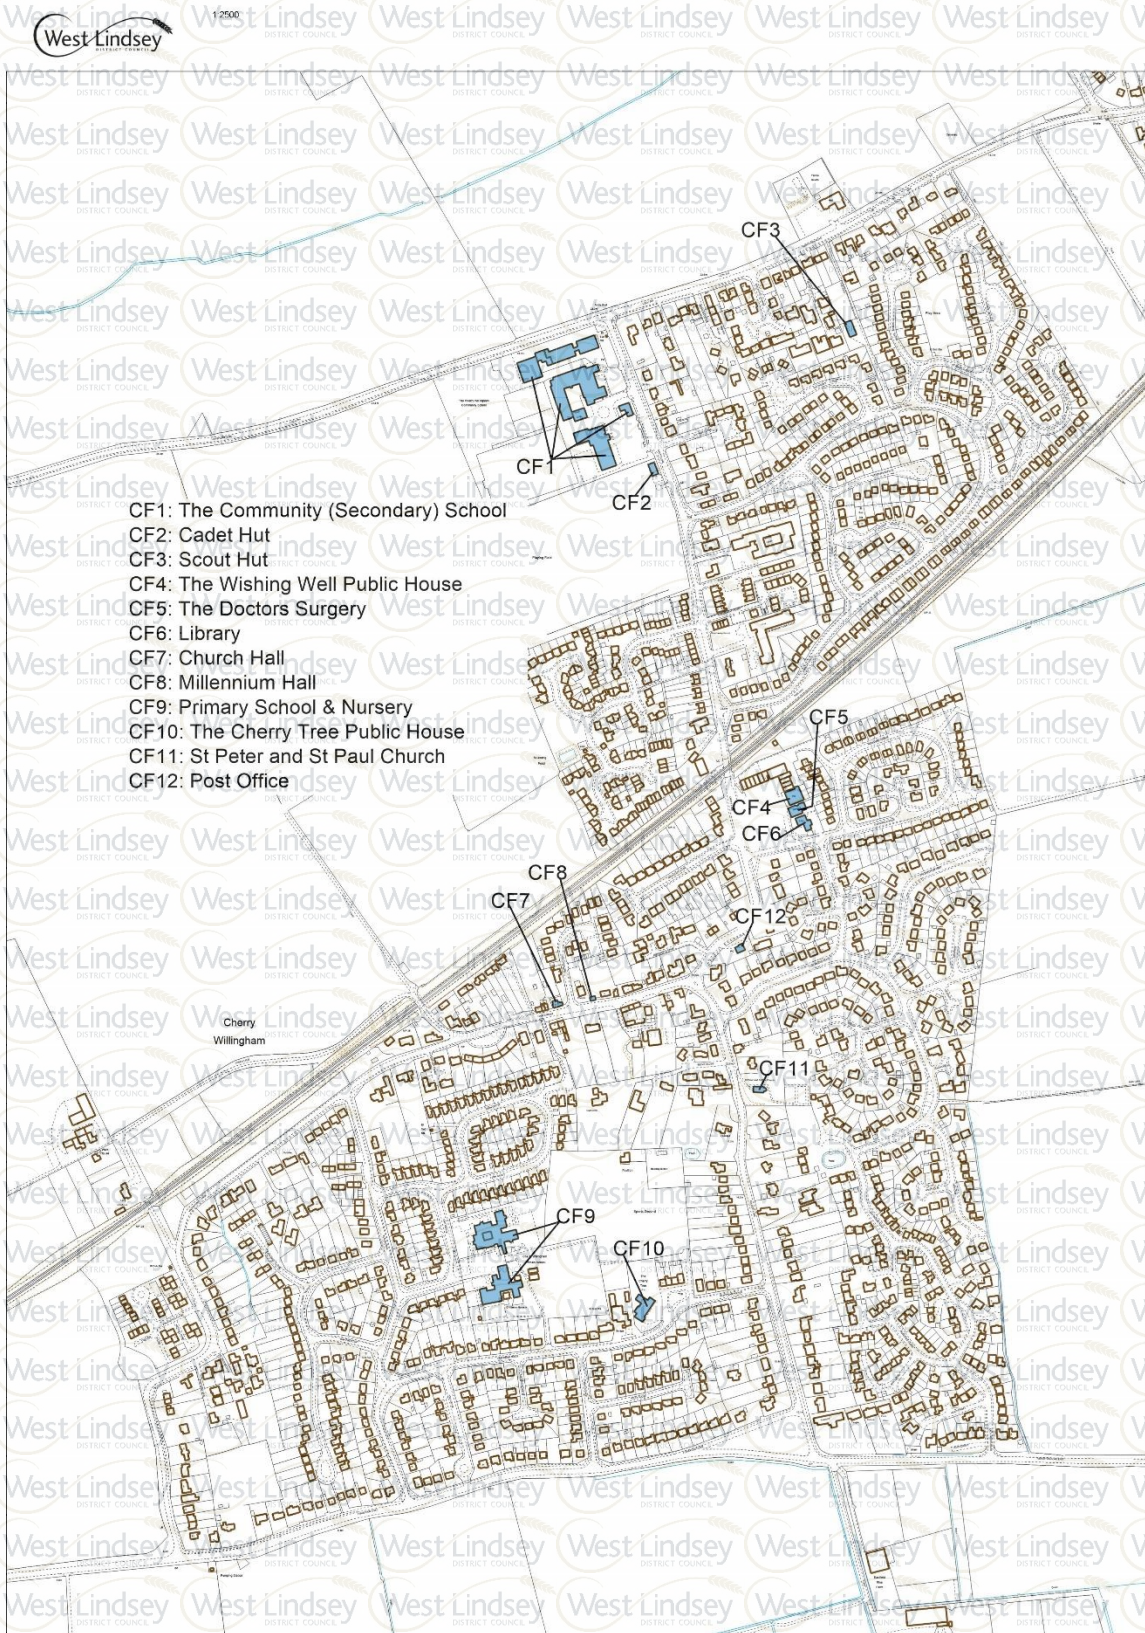 West Lindsey
DISTRICT COUNCIL
1:2500
CF3
CF1
CF2
CF1: The Community (Secondary) School
CF2: Cadet Hut
CF3: Scout Hut
CF4: The Wishing Well Public House
CF5: The Doctors Surgery
CF6: Library
CF7: Church Hall
CF8: Millennium Hall
CF9: Primary School & Nursery
CF10: The Cherry Tree Public House
CF11: St Peter and St Paul Church
CF12: Post Office
CF5
CF4
CF6
CF8
CF7
CF12
Cherry
Willingham
CF11
CF9
CF10